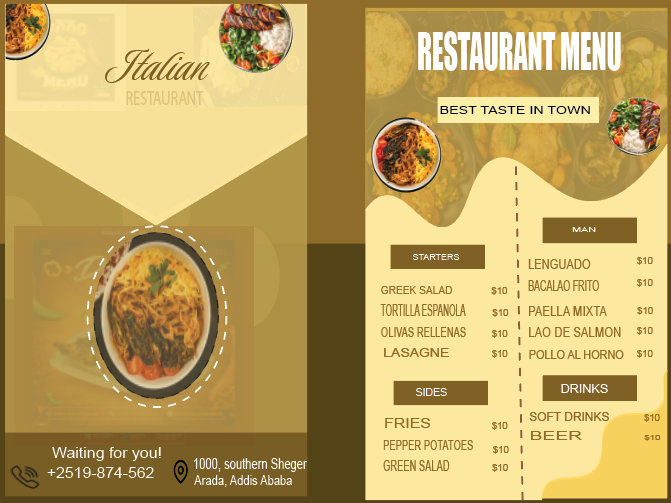 Italian
RESTAURANT
Waiting for you!
+2519-874-562
1000, southern Sheger
Arada, Addis Ababa
RESTAURANT MENU
BEST TASTE IN TOWN
STARTERS
GREEK SALAD $10
TORTILLA ESPANOLA $10
OLIVAS RELLENAS $10
LASAGNE $10
SIDES
FRIES $10
PEPPER POTATOES $10
GREEN SALAD $10
MAN
LENGUADO $10
BACALAO FRITO $10
PAELLA MIXTA $10
LAO DE SALMON $10
POLLO AL HORNO $10
DRINKS
SOFT DRINKS $10
BEER $10